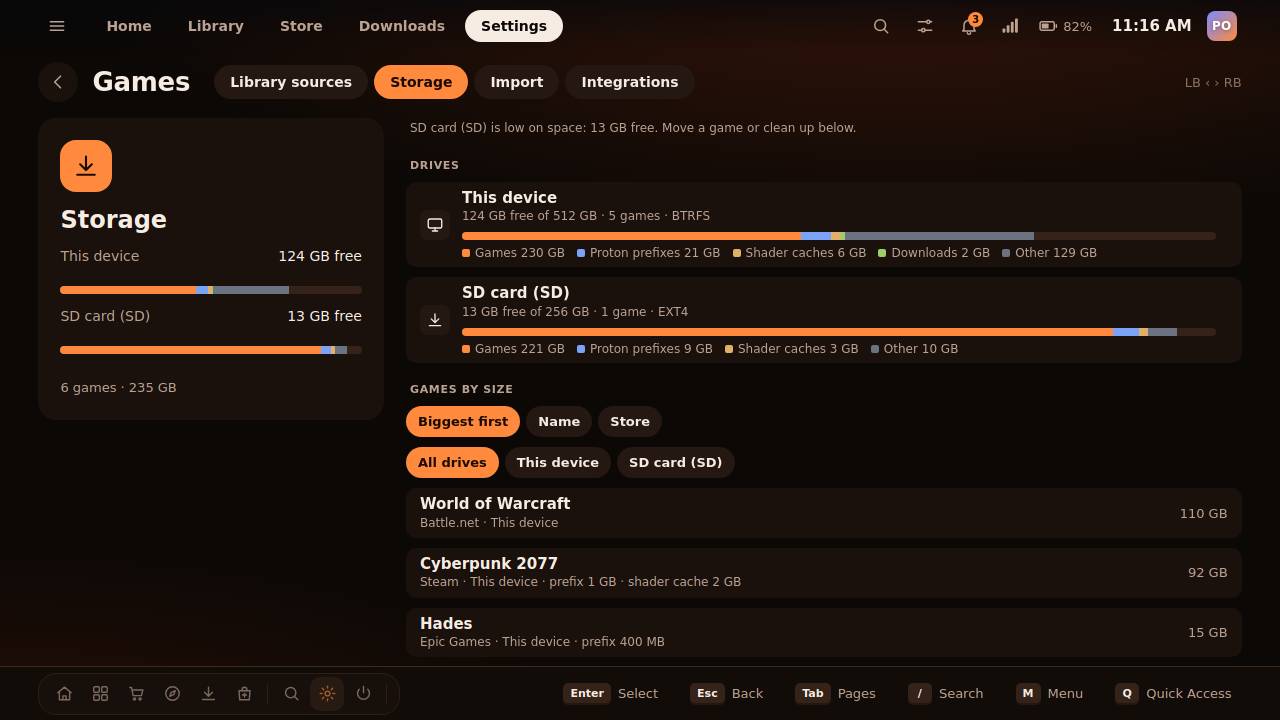 Home Library Store Downloads Settings 3 82% 11:16 AM PO
Games Library sources Storage Import Integrations LB ‹ › RB
Storage
This device 124 GB free
SD card (SD) 13 GB free
6 games · 235 GB
SD card (SD) is low on space: 13 GB free. Move a game or clean up below.
DRIVES
This device
124 GB free of 512 GB · 5 games · BTRFS
Games 230 GB Proton prefixes 21 GB Shader caches 6 GB Downloads 2 GB Other 129 GB
SD card (SD)
13 GB free of 256 GB · 1 game · EXT4
Games 221 GB Proton prefixes 9 GB Shader caches 3 GB Other 10 GB
GAMES BY SIZE
Biggest first Name Store
All drives This device SD card (SD)
World of Warcraft
Battle.net · This device
110 GB
Cyberpunk 2077
Steam · This device · prefix 1 GB · shader cache 2 GB
92 GB
Hades
Epic Games · This device · prefix 400 MB
15 GB
Enter Select Esc Back Tab Pages / Search M Menu Q Quick Access